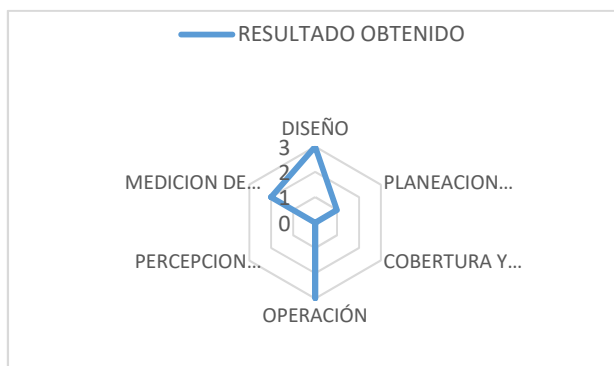 RESULTADO OBTENIDO
DISEÑO
3
2
1
0
MEDICION DE...
PLANEACION...
PERCEPCION...
COBERTURA Y...
OPERACIÓN